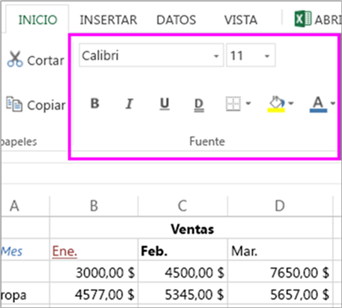 INICIO INSERTAR DATOS VISTA ABRI
Cortar Calibri 11
Copiar B I U D A
papeles Fuente
A B C D
Ventas
Mes Ene. Feb. Mar.
3000,00 $ 4500,00 $ 7650,00 $
ropa 4577,00 $ 5345,00 $ 5657,00 $